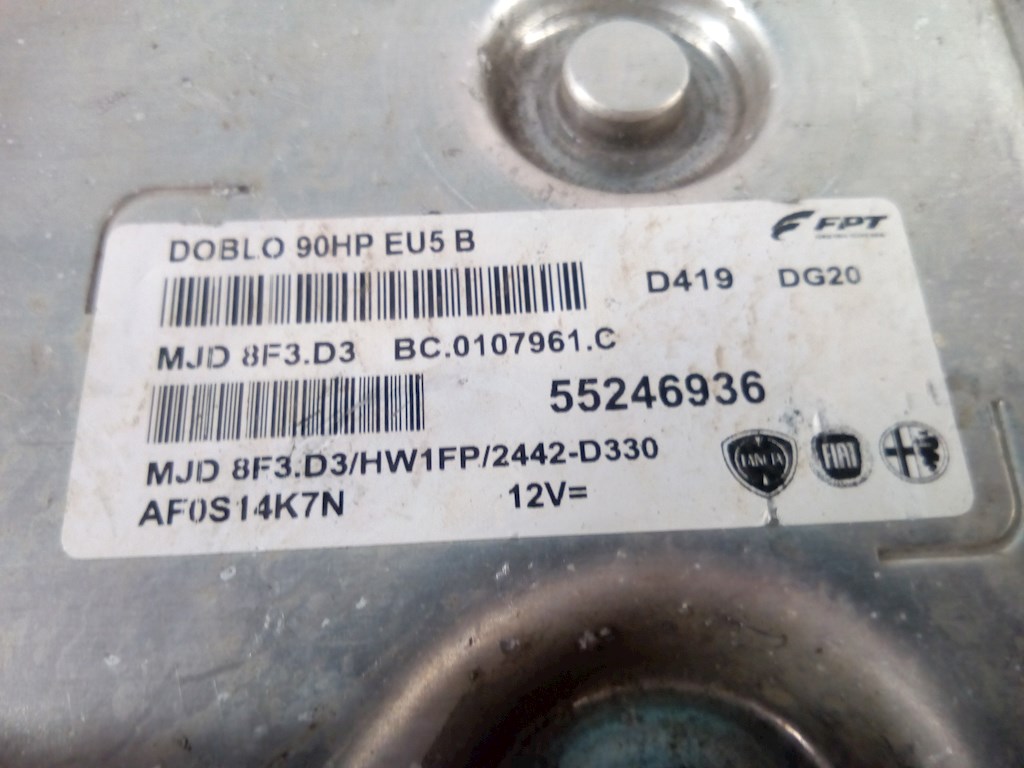 DOBLO 90HP EU5 B
FPT
D419 DG20
MJD 8F3.D3 BC.0107961.C
55246936
MJD 8F3.D3/HW1FP/2442-D330
AF0S14K7N 12V=
LANCIA FIAT